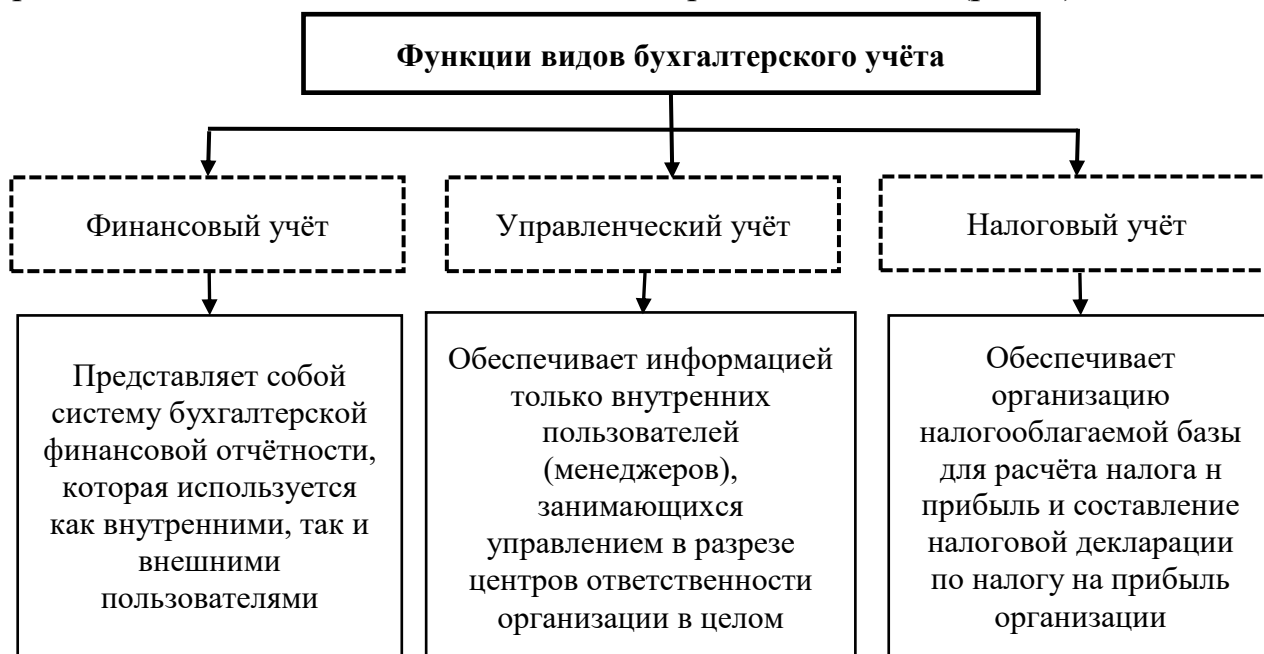 Функции видов бухгалтерского учёта
Финансовый учёт
Управленческий учёт
Налоговый учёт
Представляет собой
систему бухгалтерской
финансовой отчётности,
которая используется
как внутренними, так и
внешними
пользователями
Обеспечивает информацией
только внутренних
пользователей
(менеджеров),
занимающихся
управлением в разрезе
центров ответственности
организации в целом
Обеспечивает
организацию
налогооблагаемой базы
для расчёта налога н
прибыль и составление
налоговой декларации
по налогу на прибыль
организации